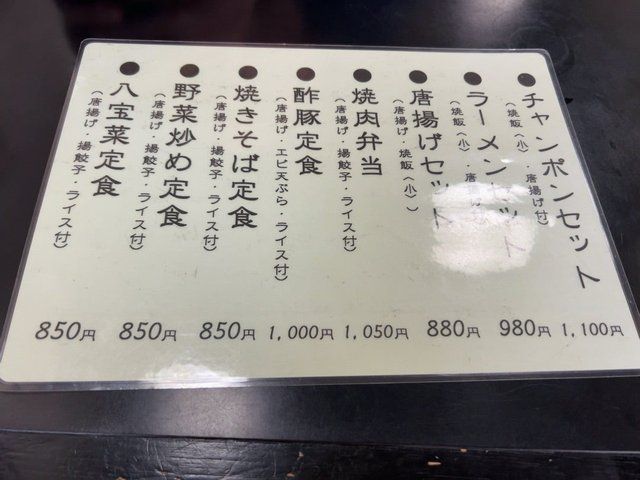 ●チャンポンセット
（焼飯（小）・唐揚げ付）
1,100円
●ラーメンセット
（焼飯（小）・唐
980円
●唐揚げセット
（唐揚げ・焼飯（小））
880円
●焼肉弁当
（唐揚げ・揚餃子・ライス付）
1,050円
●酢豚定食
（唐揚げ・エビ天ぷら・ライス付）
1,000円
●焼きそば定食
（唐揚げ・揚餃子・ライス付）
850円
●野菜炒め定食
（唐揚げ・揚餃子・ライス付）
850円
●八宝菜定食
（唐揚げ・揚餃子・ライス付）
850円